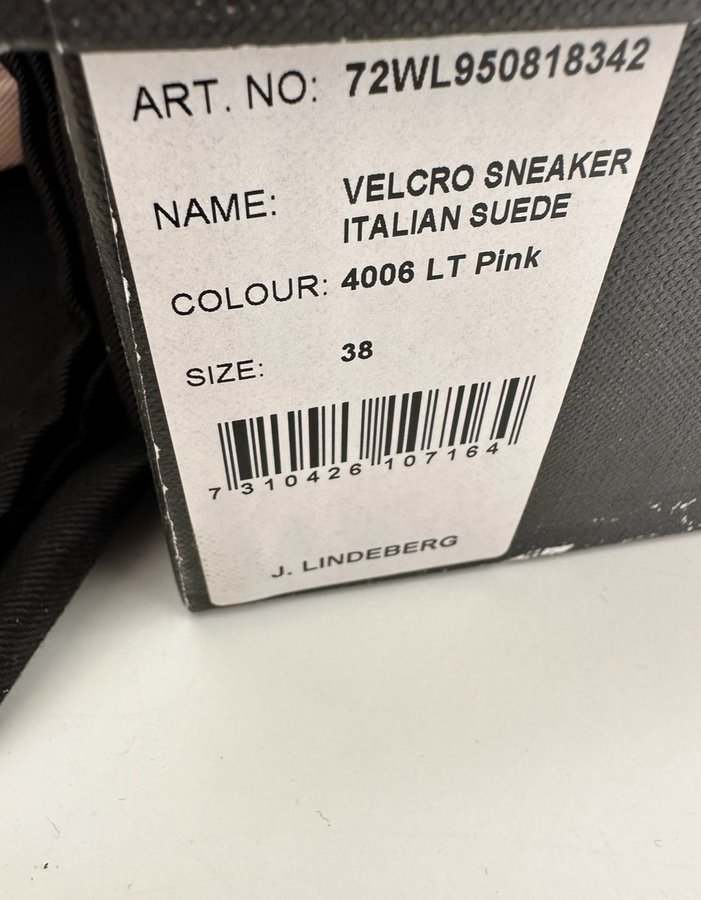 ART. NO: 72WL950818342
NAME: VELCRO SNEAKER
ITALIAN SUEDE
COLOUR: 4006 LT Pink
SIZE: 38
7 310426 107164
J. LINDEBERG